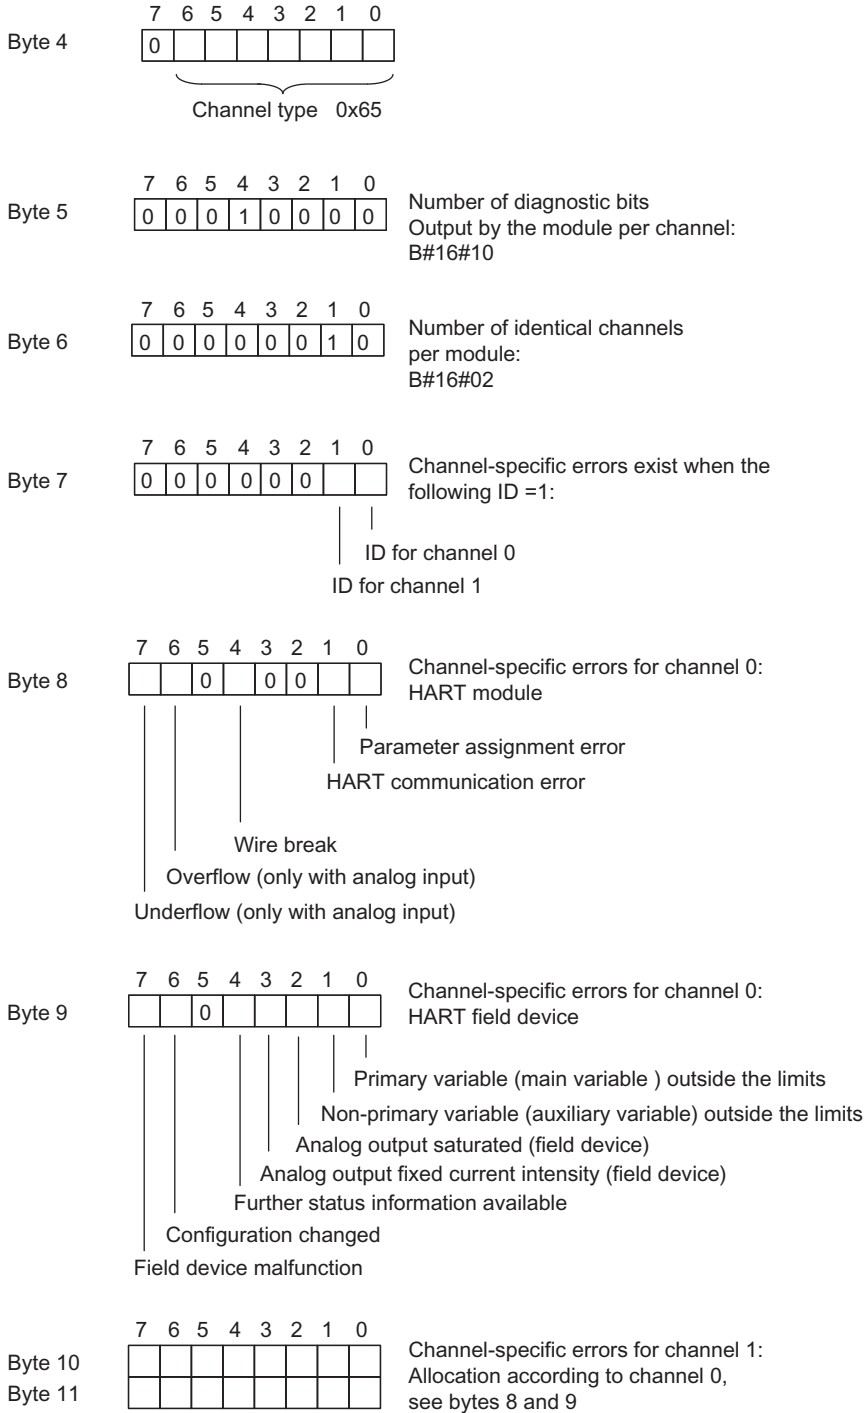 7 6 5 4 3 2 1 0
Byte 4
0
Channel type 0x65
7 6 5 4 3 2 1 0
Byte 5
0 0 0 1 0 0 0 0
Number of diagnostic bits
Output by the module per channel:
B#16#10
7 6 5 4 3 2 1 0
Byte 6
0 0 0 0 0 0 1 0
Number of identical channels
per module:
B#16#02
7 6 5 4 3 2 1 0
Byte 7
0 0 0 0 0 0
Channel-specific errors exist when the
following ID =1:
ID for channel 0
ID for channel 1
7 6 5 4 3 2 1 0
Byte 8
0 0 0
Channel-specific errors for channel 0:
HART module
Parameter assignment error
HART communication error
Wire break
Overflow (only with analog input)
Underflow (only with analog input)
7 6 5 4 3 2 1 0
Byte 9
0
Channel-specific errors for channel 0:
HART field device
Primary variable (main variable ) outside the limits
Non-primary variable (auxiliary variable) outside the limits
Analog output saturated (field device)
Analog output fixed current intensity (field device)
Further status information available
Configuration changed
Field device malfunction
7 6 5 4 3 2 1 0
Byte 10
Byte 11
Channel-specific errors for channel 1:
Allocation according to channel 0,
see bytes 8 and 9